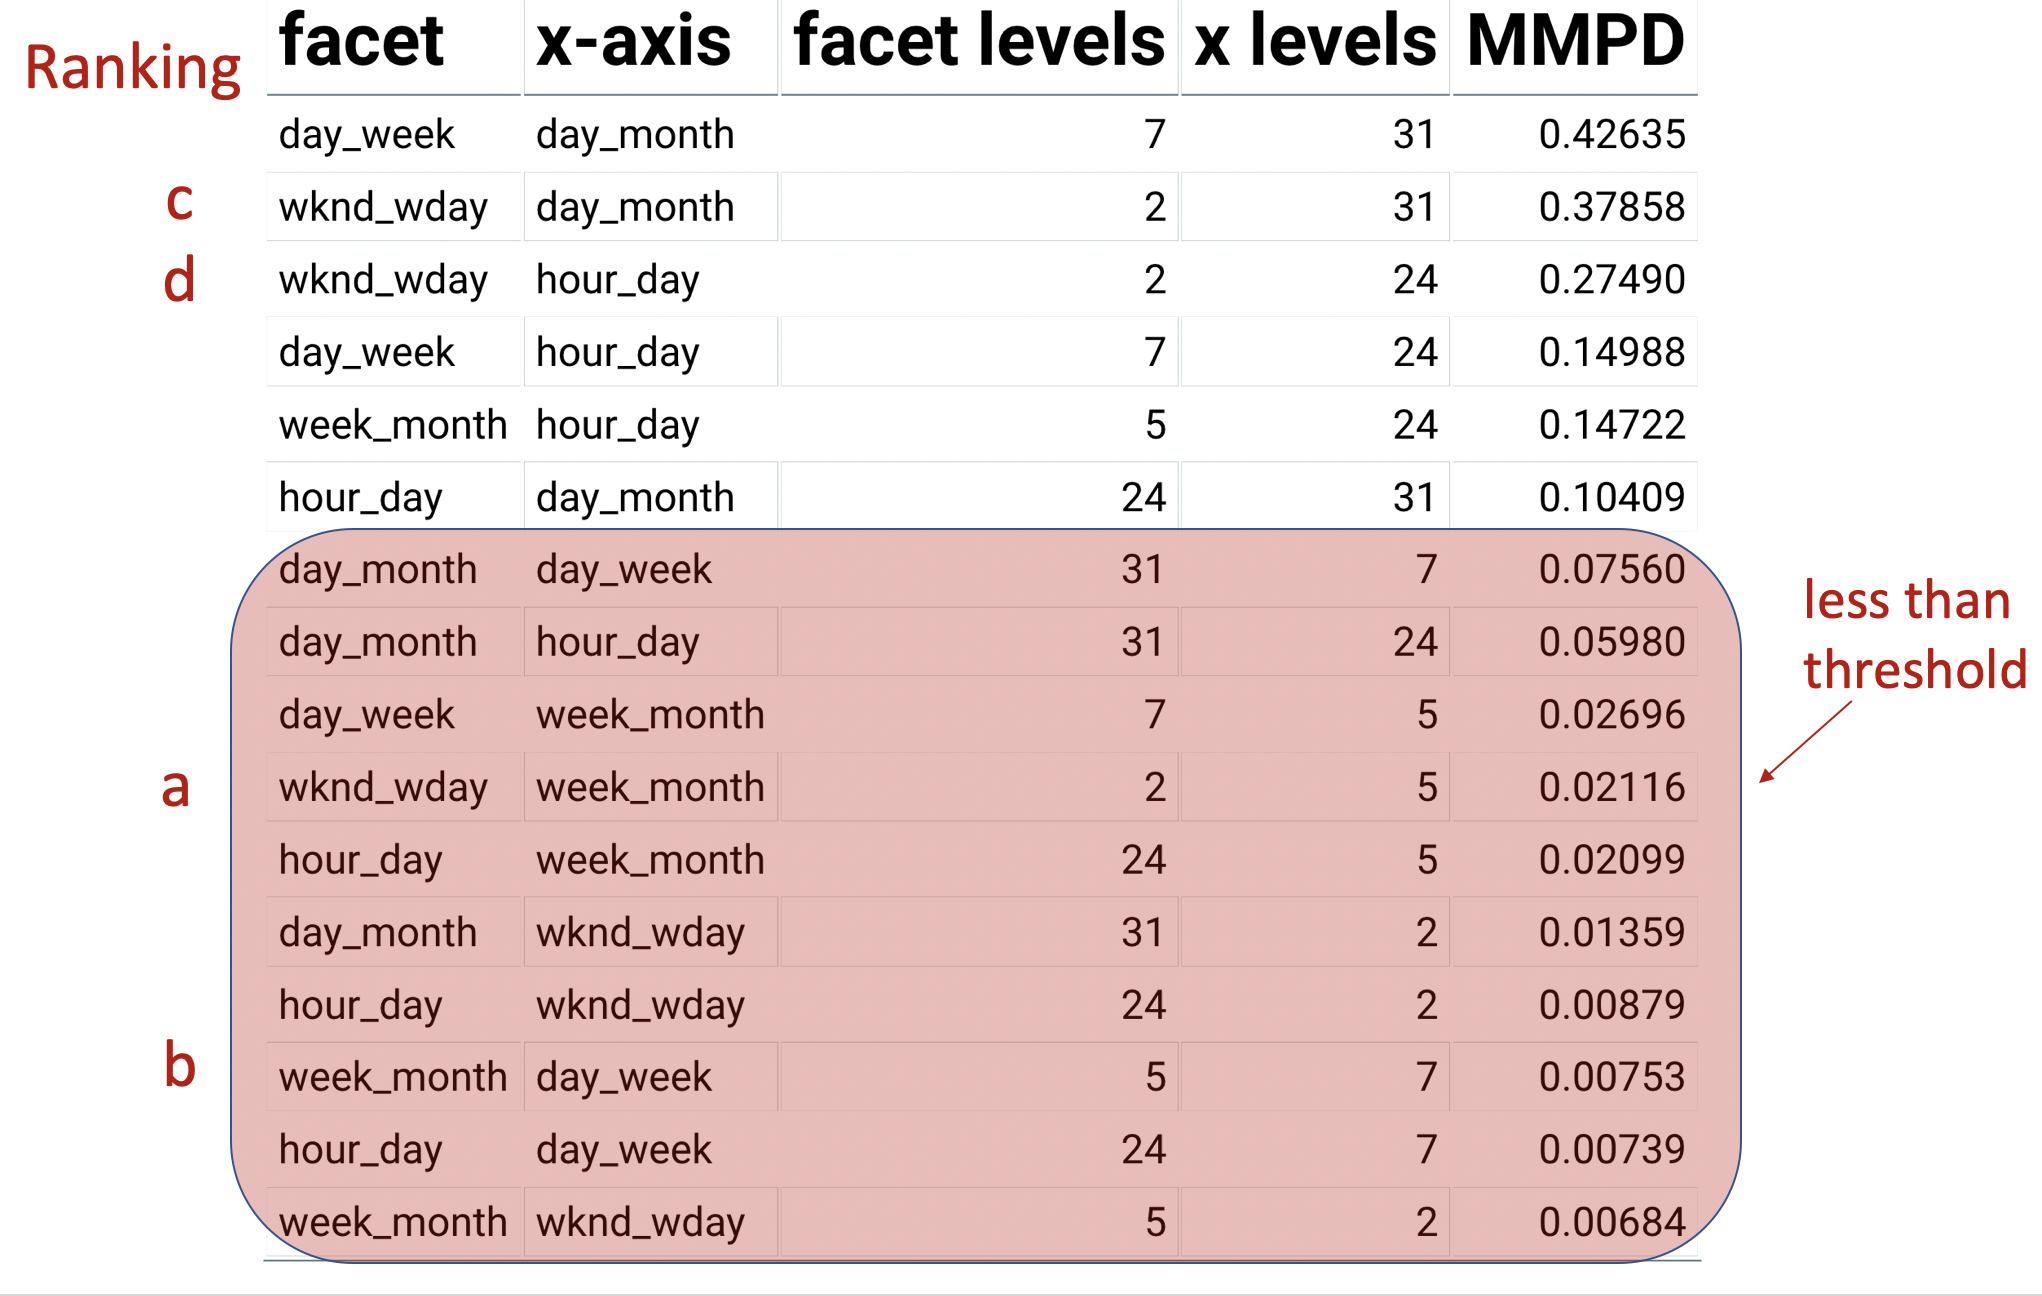 Ranking facet x-axis facet levels x levels MMPD
day_week day_month 7 31 0.42635
c wknd_wday day_month 2 31 0.37858
d wknd_wday hour_day 2 24 0.27490
day_week hour_day 7 24 0.14988
week_month hour_day 5 24 0.14722
hour_day day_month 24 31 0.10409
day_month day_week 31 7 0.07560
day_month hour_day 31 24 0.05980
day_week week_month 7 5 0.02696
a wknd_wday week_month 2 5 0.02116
hour_day week_month 24 5 0.02099
day_month wknd_wday 31 2 0.01359
hour_day wknd_wday 24 2 0.00879
b week_month day_week 5 7 0.00753
hour_day day_week 24 7 0.00739
week_month wknd_wday 5 2 0.00684
less than
threshold